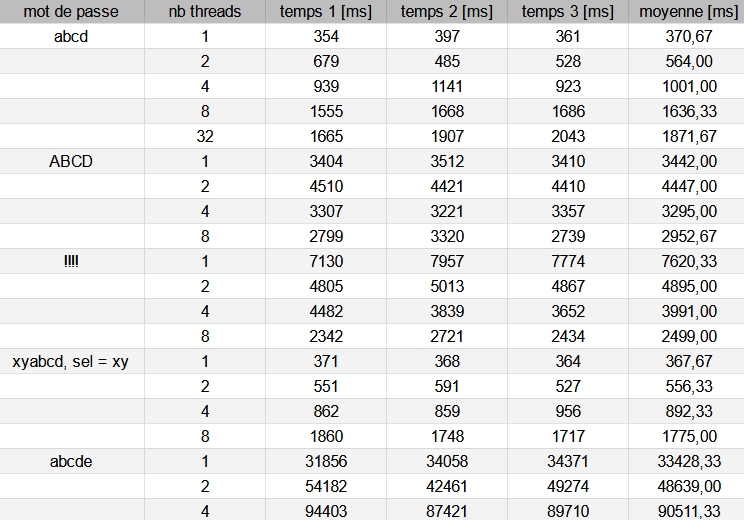 mot de passe nb threads temps 1 [ms] temps 2 [ms] temps 3 [ms] moyenne [ms]
abcd 1 354 397 361 370,67
2 679 485 528 564,00
4 939 1141 923 1001,00
8 1555 1668 1686 1636,33
32 1665 1907 2043 1871,67
ABCD 1 3404 3512 3410 3442,00
2 4510 4421 4410 4447,00
4 3307 3221 3357 3295,00
8 2799 3320 2739 2952,67
!!!! 1 7130 7957 7774 7620,33
2 4805 5013 4867 4895,00
4 4482 3839 3652 3991,00
8 2342 2721 2434 2499,00
xyabcd, sel = xy 1 371 368 364 367,67
2 551 591 527 556,33
4 862 859 956 892,33
8 1860 1748 1717 1775,00
abcde 1 31856 34058 34371 33428,33
2 54182 42461 49274 48639,00
4 94403 87421 89710 90511,33